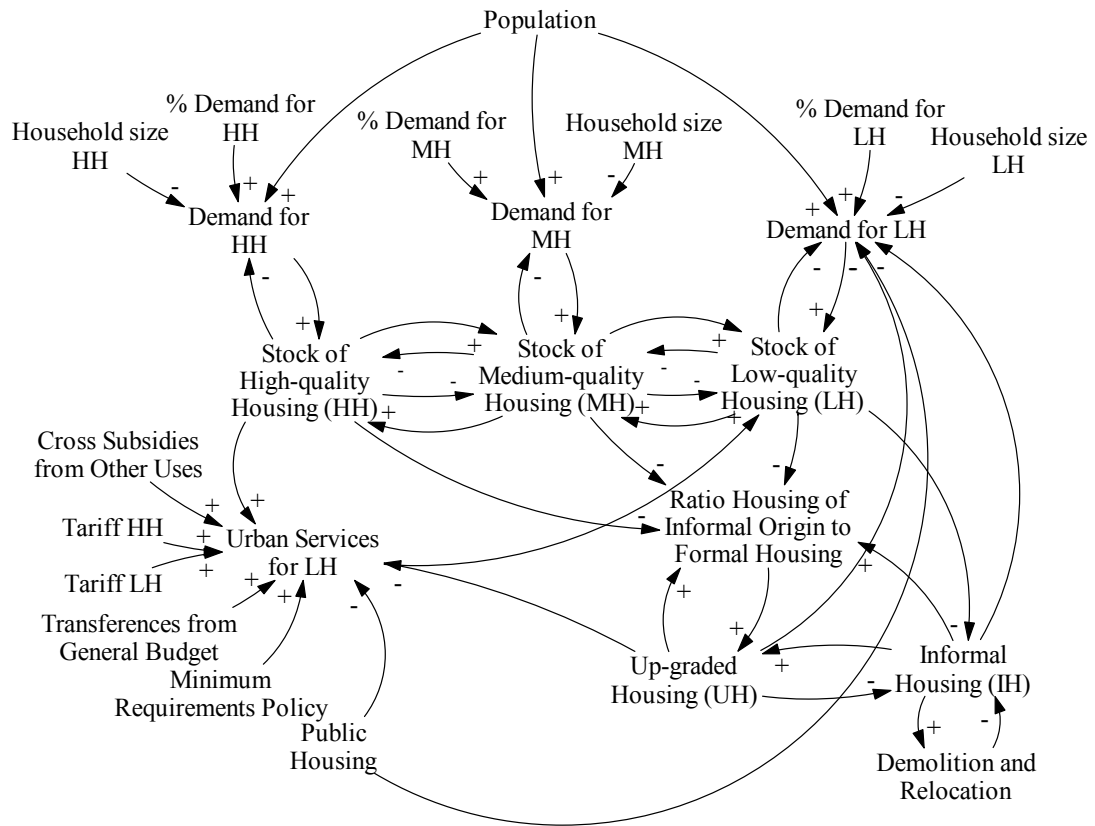 Population
% Demand for
HH
Household size
HH
% Demand for
MH
Household size
MH
% Demand for
LH
Household size
LH
- + +
+ + -
+ + -
Demand for
HH
Demand for
MH
Demand for LH
- - - - -
+ + +
Stock of
High-quality
Housing (HH)
Stock of
Medium-quality
Housing (MH)
Stock of
Low-quality
Housing (LH)
+ +
- -
- -
+ + +
Cross Subsidies
from Other Uses
Tariff HH
Tariff LH
Transferences from
General Budget
Minimum
Requirements Policy
Public
Housing
+ + + + + + - -
Urban Services
for LH
- - -
Ratio Housing of
Informal Origin to
Formal Housing
+ + + -
Up-graded
Housing (UH)
+ -
Informal
Housing (IH)
+ -
Demolition and
Relocation